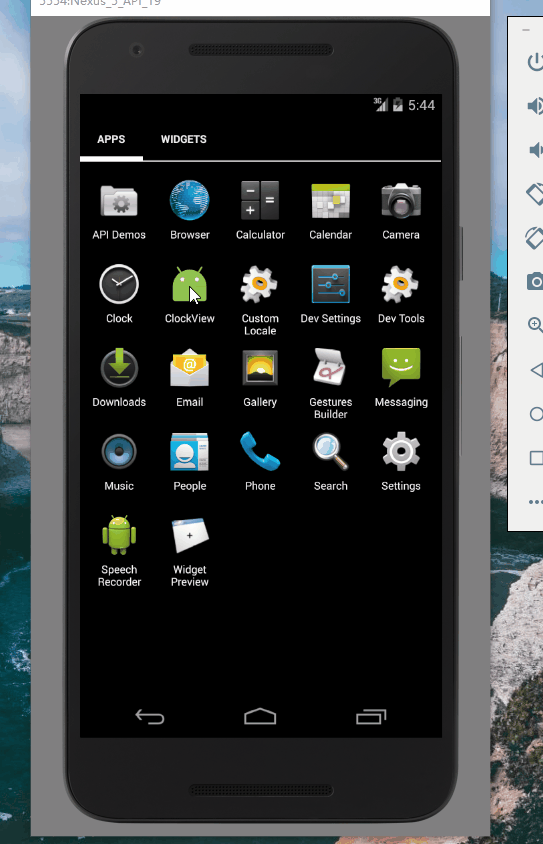 5554:Nexus_5_API_19
3G 5:44
APPS WIDGETS
API Demos Browser Calculator Calendar Camera
Clock ClockView Custom Locale Dev Settings Dev Tools
Downloads Email Gallery Gestures Builder Messaging
Music People Phone Search Settings
Speech Recorder Widget Preview